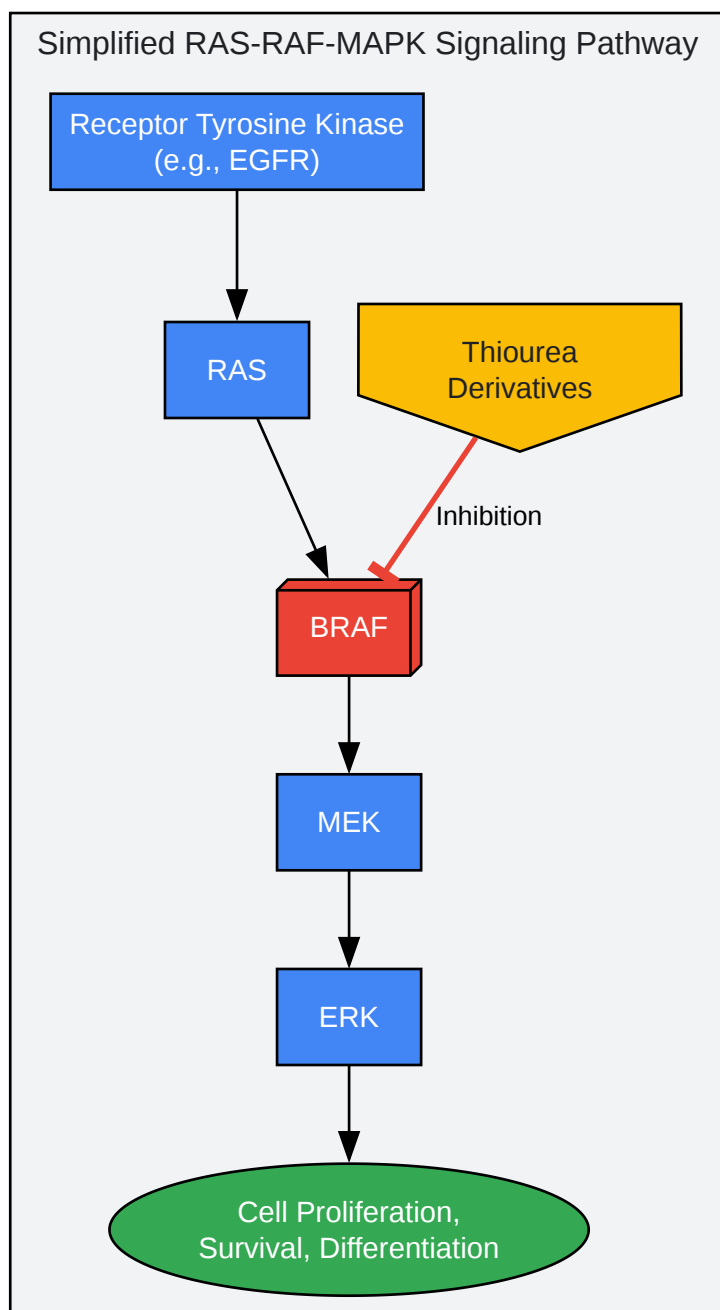 Simplified RAS-RAF-MAPK Signaling Pathway
Receptor Tyrosine Kinase
(e.g., EGFR)
RAS
Thiourea
Derivatives
Inhibition
BRAF
MEK
ERK
Cell Proliferation,
Survival, Differentiation